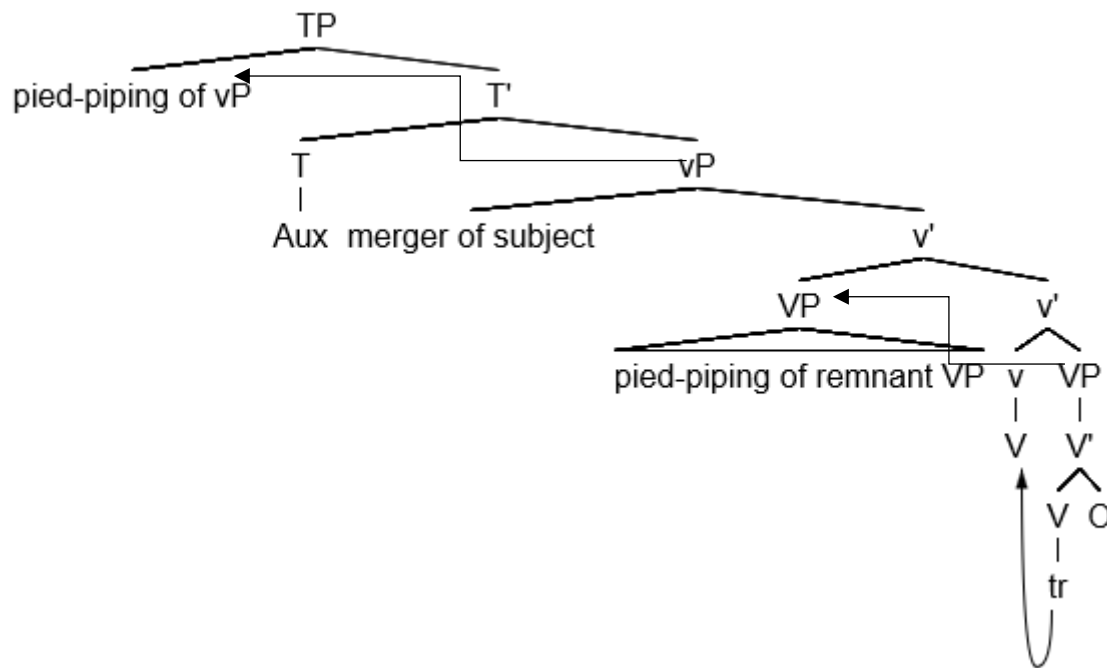 TP
pied-piping of vP T'
T vP
Aux merger of subject v'
VP v'
pied-piping of remnant VP v VP
V V'
V O
tr